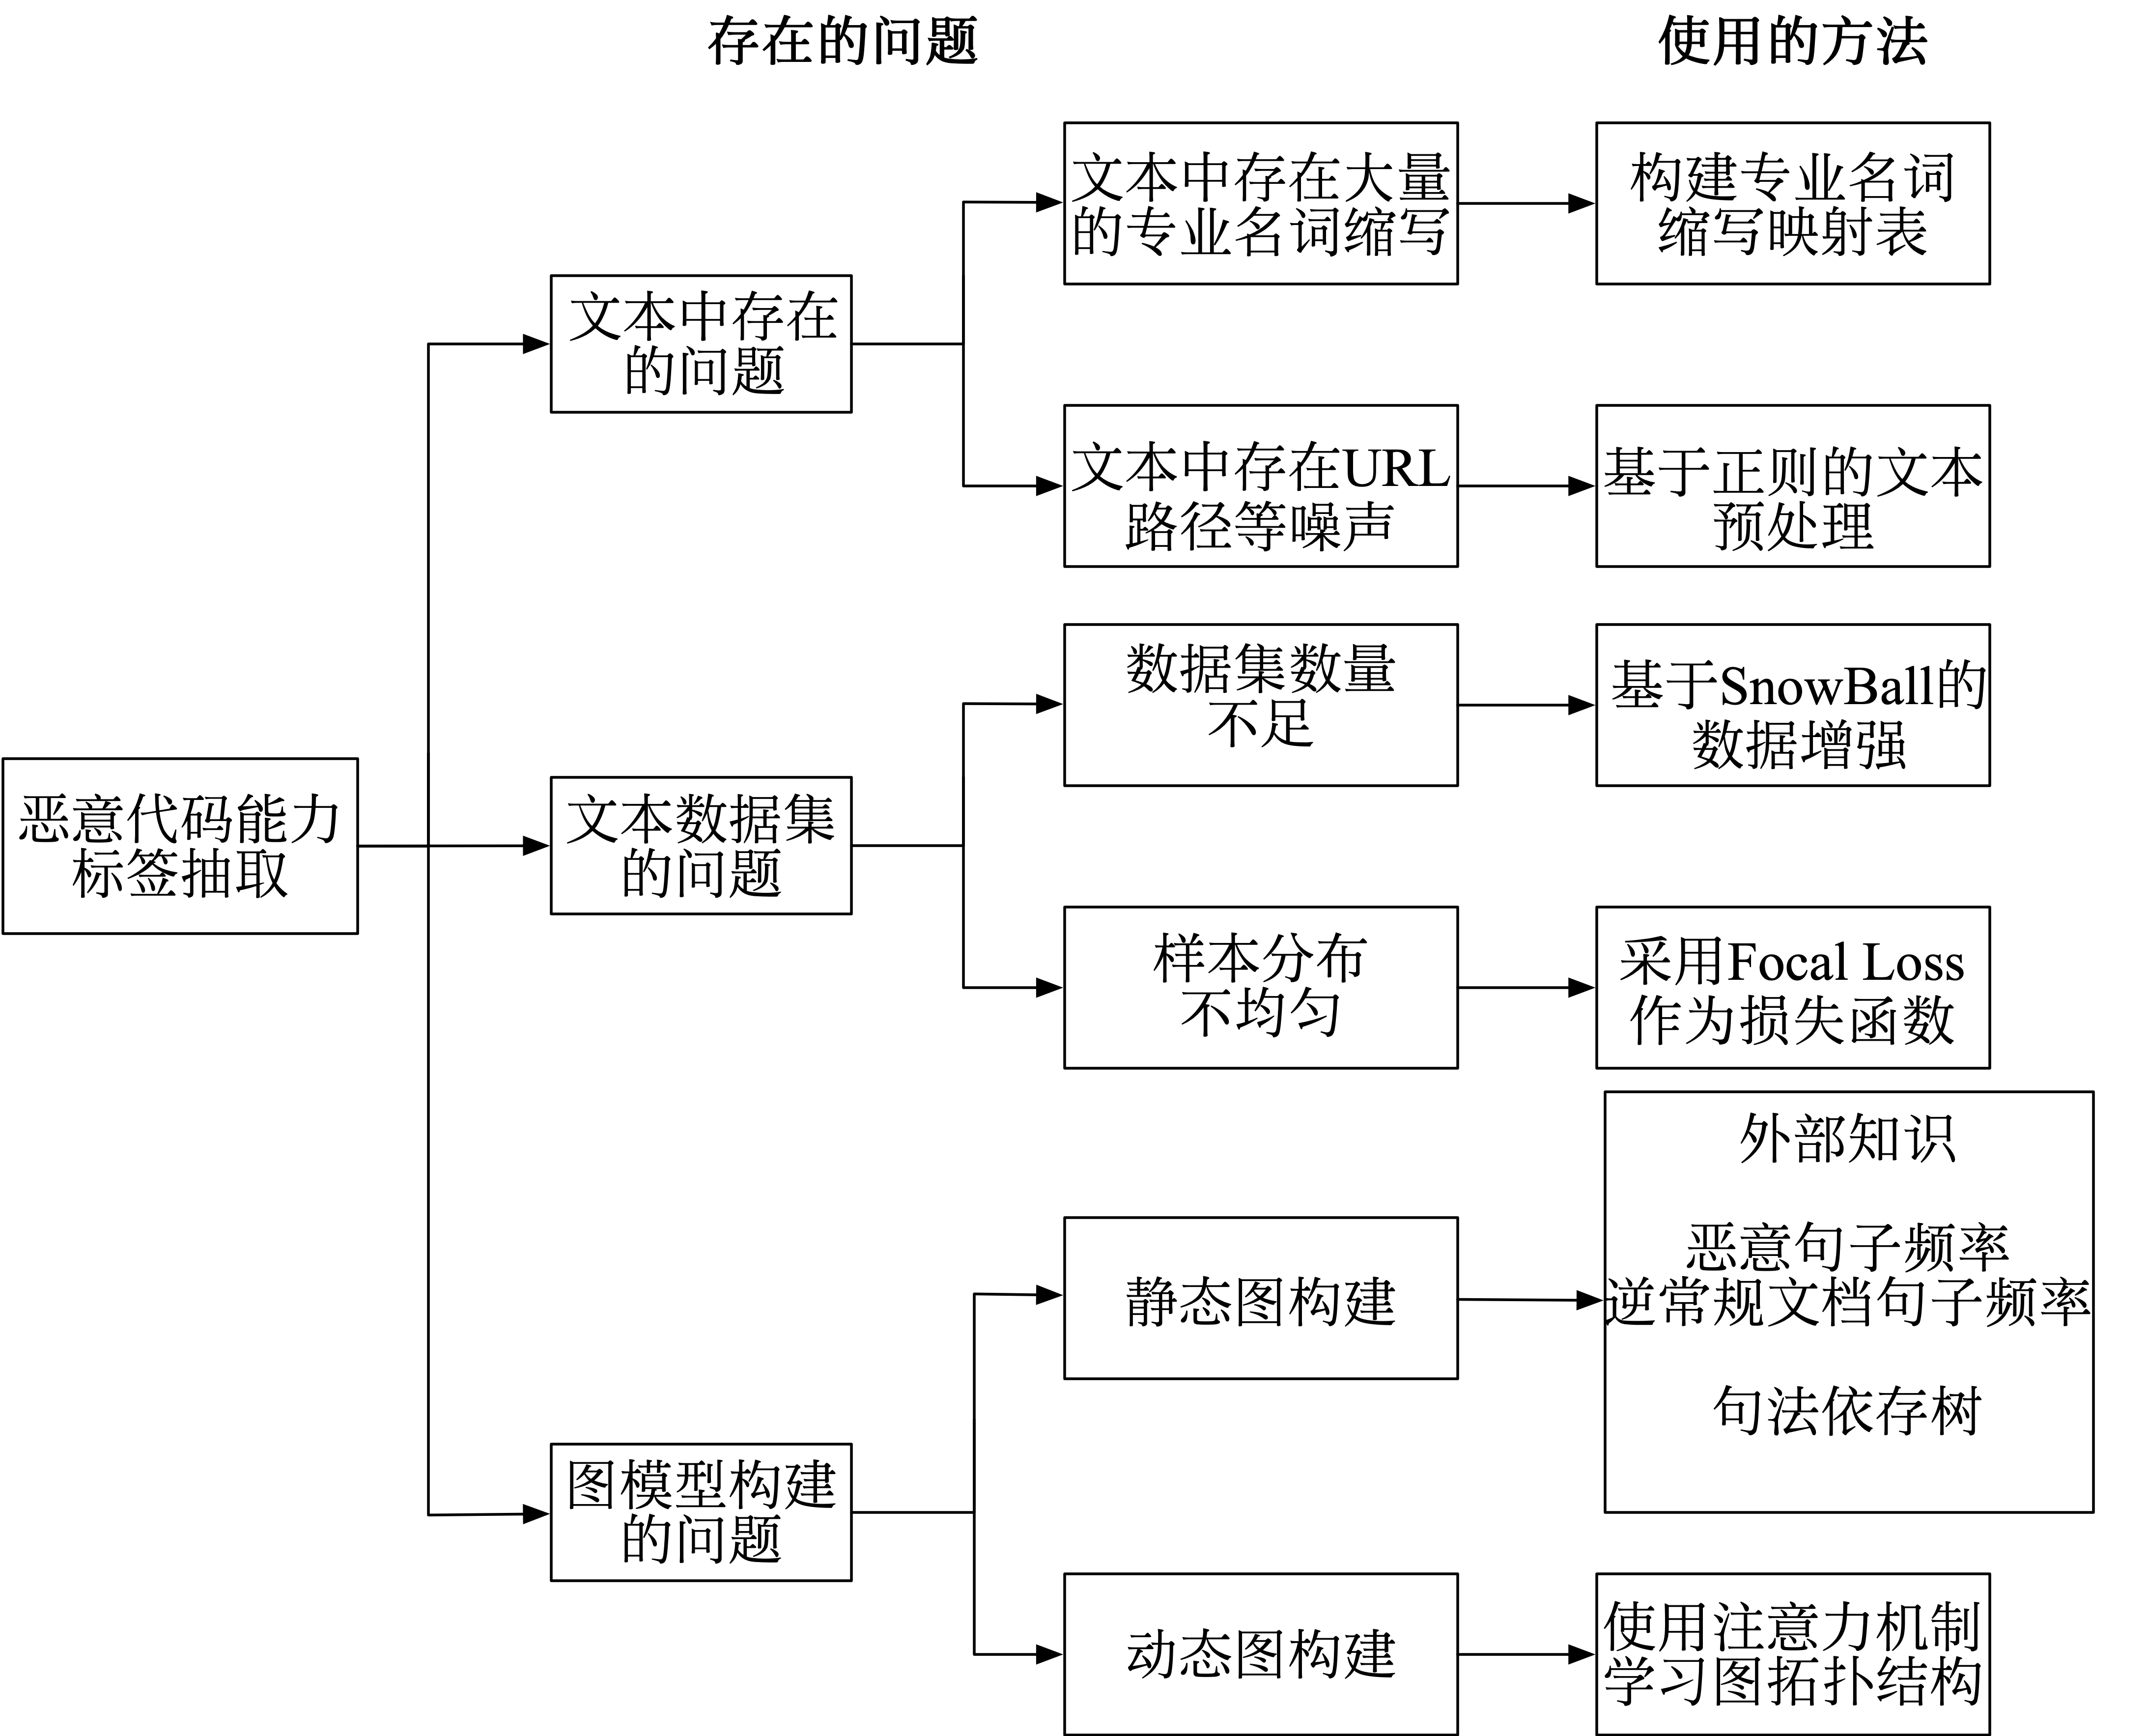 存在的问题
使用的方法
恶意代码能力
标签抽取
文本中存在
的问题
文本中存在大量
的专业名词缩写
构建专业名词
缩写映射表
文本中存在URL
路径等噪声
基于正则的文本
预处理
文本数据集
的问题
数据集数量
不足
基于SnowBall的
数据增强
样本分布
不均匀
采用Focal Loss
作为损失函数
图模型构建
的问题
静态图构建
外部知识
恶意句子频率
逆常规文档句子频率
句法依存树
动态图构建
使用注意力机制
学习图拓扑结构